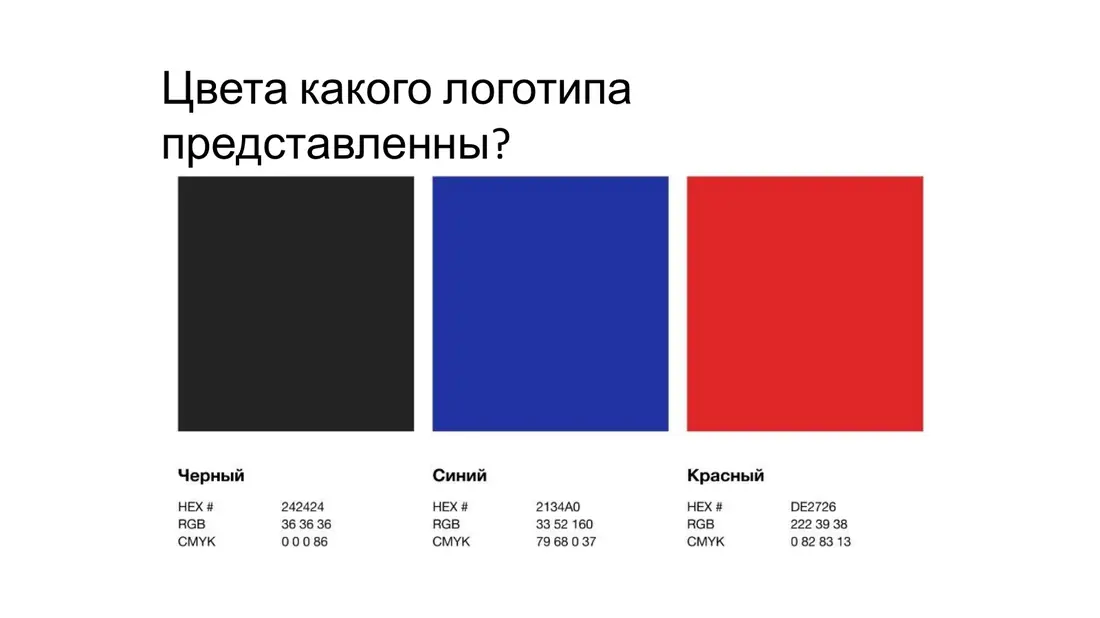 Цвета какого логотипа
представленны?
Черный
HEX # 242424
RGB 36 36 36
CMYK 0 0 0 86
Синий
HEX # 2134A0
RGB 33 52 160
CMYK 79 68 0 37
Красный
HEX # DE2726
RGB 222 39 38
CMYK 0 82 83 13